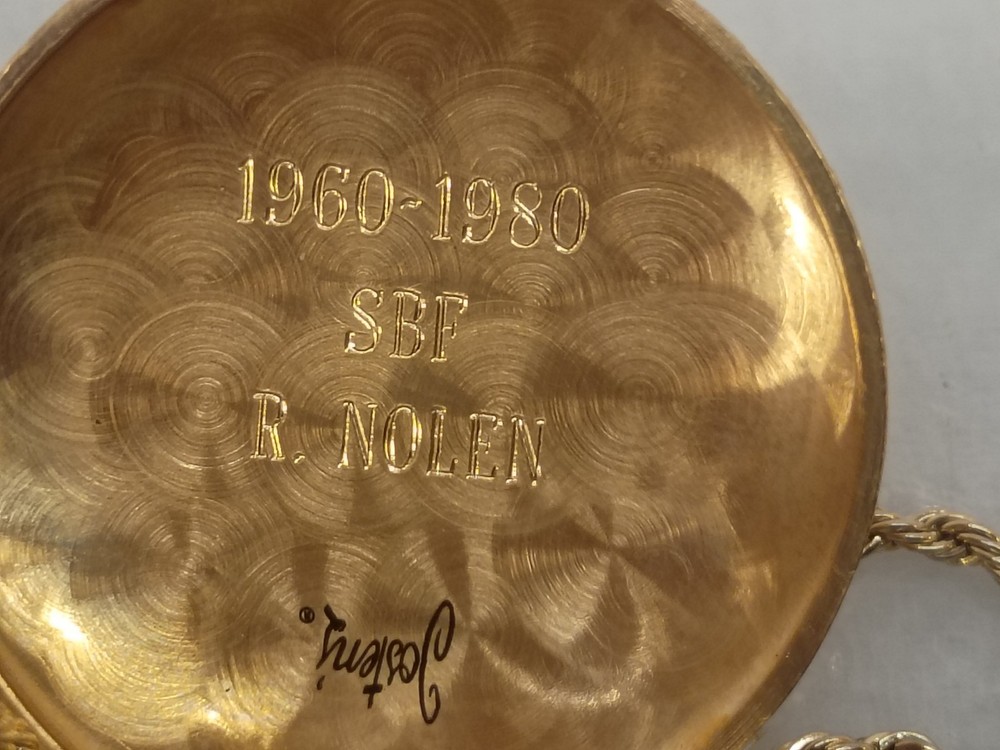 1960-1980
SBF
R. NOLEN
Jostens®